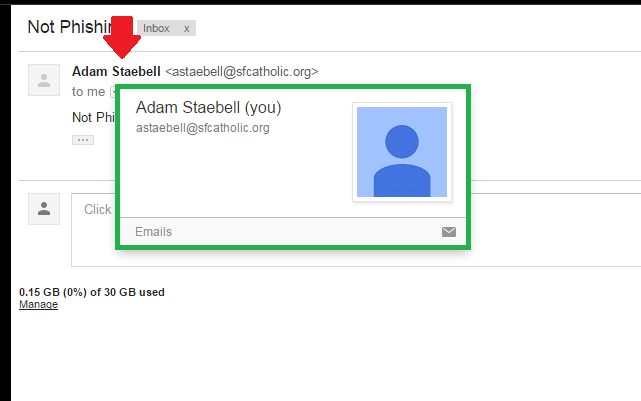 Not Phishin
Inbox x
Adam Staebell <astaebell@sfcatholic.org>
to me
Adam Staebell (you)
astaebell@sfcatholic.org
Not Phi
Click
Emails
0.15 GB (0%) of 30 GB used
Manage